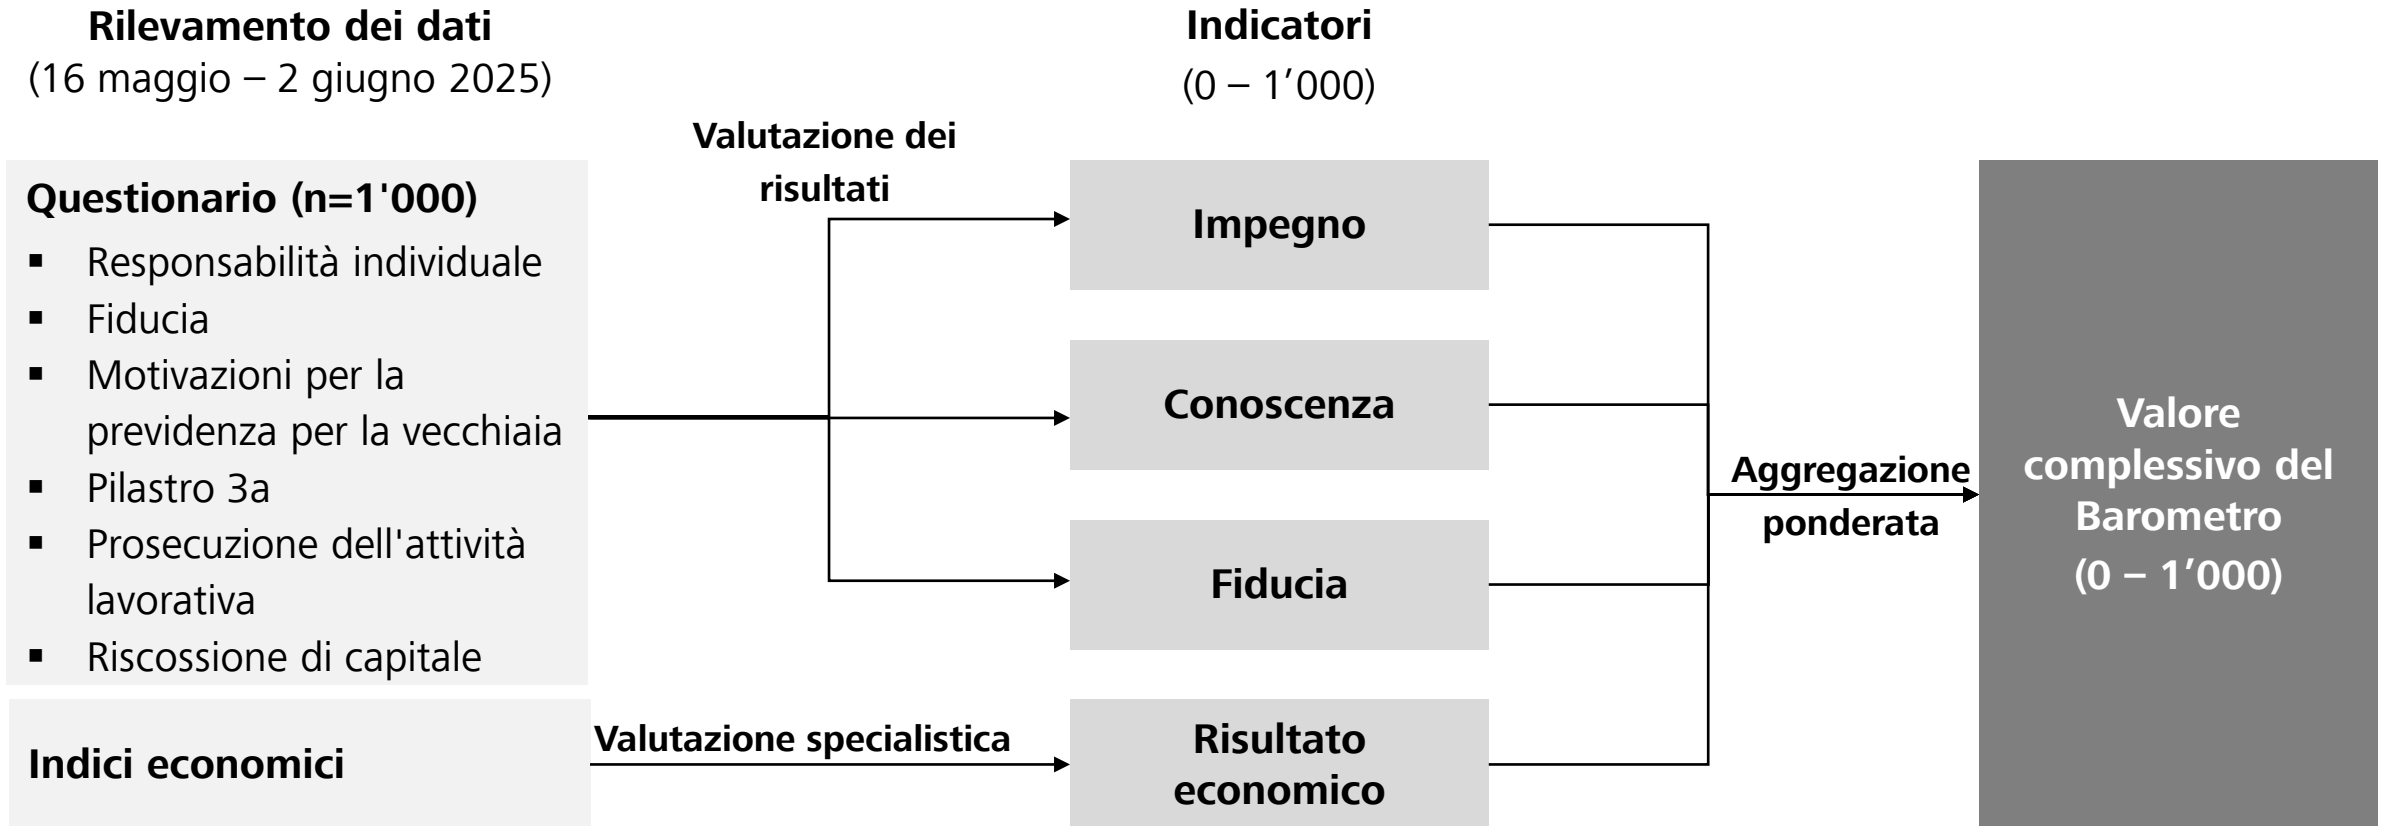 Rilevamento dei dati
(16 maggio – 2 giugno 2025)
Indicatori
(0 – 1’000)
Valutazione dei
risultati
Questionario (n=1'000)
▪ Responsabilità individuale
▪ Fiducia
▪ Motivazioni per la
previdenza per la vecchiaia
▪ Pilastro 3a
▪ Prosecuzione dell'attività
lavorativa
▪ Riscossione di capitale
Indici economici
Valutazione specialistica
Impegno
Conoscenza
Fiducia
Risultato
economico
Aggregazione
ponderata
Valore
complessivo del
Barometro
(0 – 1’000)